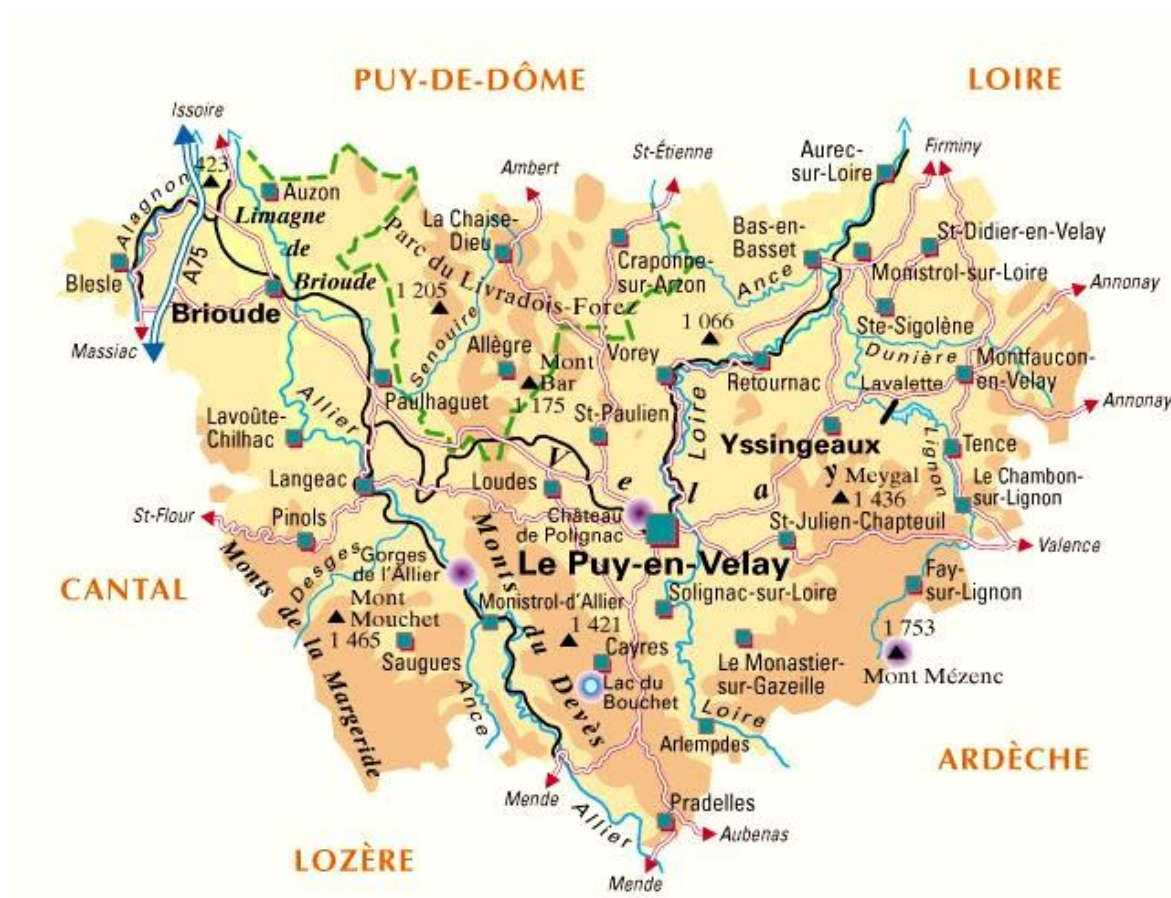 PUY-DE-DÔME
LOIRE
Issoire
Ambert
St-Étienne
Firminy
Aurec-
sur-Loire
423
Alagnon
Auzon
Limagne
de
Brioude
La Chaise-
Dieu
Parc du Livradois-Forez
Craponne-
sur-Arzon
Bas-en-
Basset
St-Didier-en-Velay
Monistrol-sur-Loire
Ance
Blesle
A75
Brioude
1 205
Annonay
Massiac
Senouire
Allègre
Mont
Bar
1 175
Vorey
1 066
Ste-Sigolène
Dunière
Retournac
Montfaucon-
en-Velay
Lavalette
Annonay
Paulhaguet
Allier
Lavoûte-
Chilhac
St-Paulien
Loire
Yssingeaux
Lignon
Tence
Langeac
Loudes
Velay
Meygal
1 436
Le Chambon-
sur-Lignon
St-Flour
Pinols
Château
de Polignac
St-Julien-Chapteuil
Valence
CANTAL
Monts de la Margeride
Desges
s
Gorges
de l'Allier
Monts du Devès
Le Puy-en-Velay
Fay-
sur-Lignon
Mont
Mouchet
1 465
Monistrol-d'Allier
1 421
Solignac-sur-Loire
1 753
Mont Mézenc
Saugues
Ance
Cayres
Lac du
Bouchet
Le Monastier-
sur-Gazeille
Loire
Arlempdes
ARDÈCHE
Mende
Allier
Pradelles
Aubenas
LOZÈRE
Mende